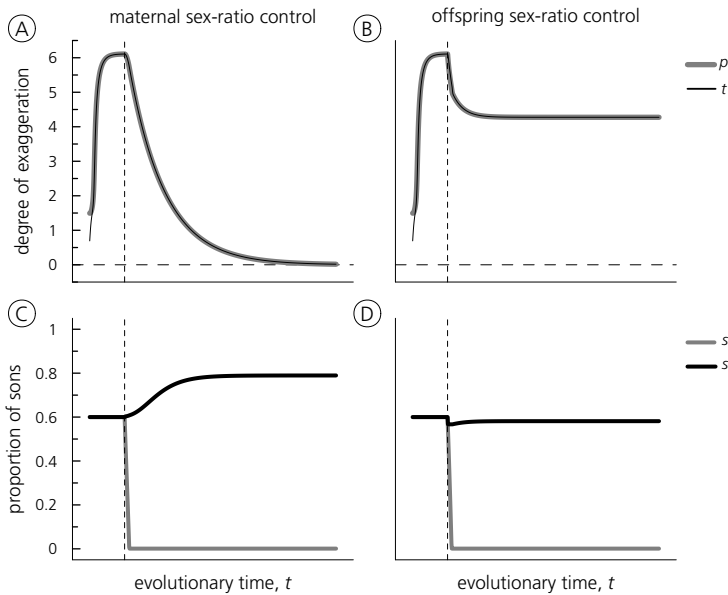 maternal sex-ratio control
offspring sex-ratio control
A
B
degree of exaggeration
6
5
4
3
2
1
0
p
t
C
D
proportion of sons
1
0.8
0.6
0.4
0.2
0
s
s
evolutionary time, t
evolutionary time, t